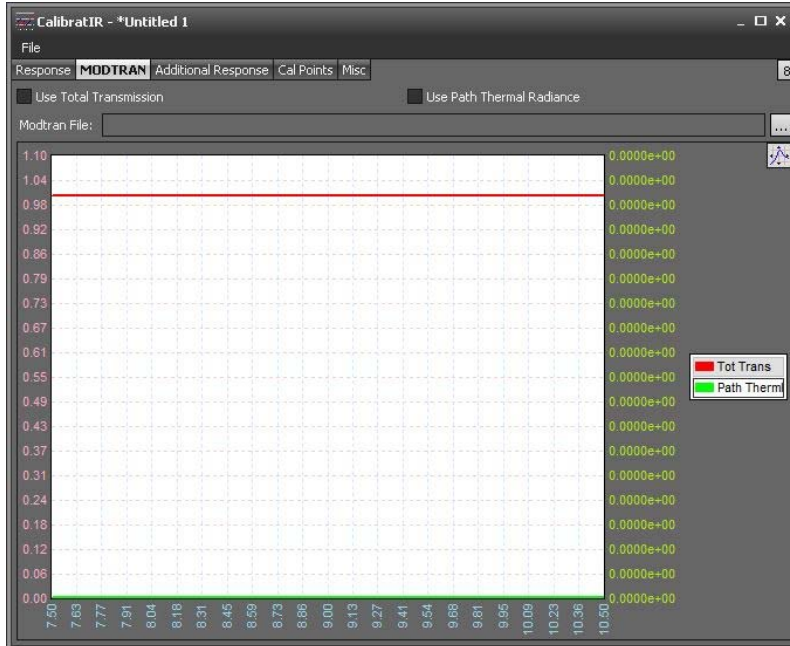 CalibratIR - *Untitled 1
File
Response MODTRAN Additional Response Cal Points Misc
8
Use Total Transmission Use Path Thermal Radiance
Modtran File: ...
1.10 0.0000e+00
1.04 0.0000e+00
0.98 0.0000e+00
0.92 0.0000e+00
0.86 0.0000e+00
0.79 0.0000e+00
0.73 0.0000e+00
0.67 0.0000e+00
0.61 0.0000e+00
0.55 0.0000e+00
0.49 0.0000e+00
0.43 0.0000e+00
0.37 0.0000e+00
0.31 0.0000e+00
0.24 0.0000e+00
0.18 0.0000e+00
0.12 0.0000e+00
0.06 0.0000e+00
0.00 0.0000e+00
Tot Trans
Path Therml
7.50 7.63 7.77 7.91 8.04 8.18 8.31 8.45 8.59 8.73 8.86 9.00 9.13 9.27 9.41 9.54 9.68 9.81 9.95 10.09 10.23 10.36 10.50